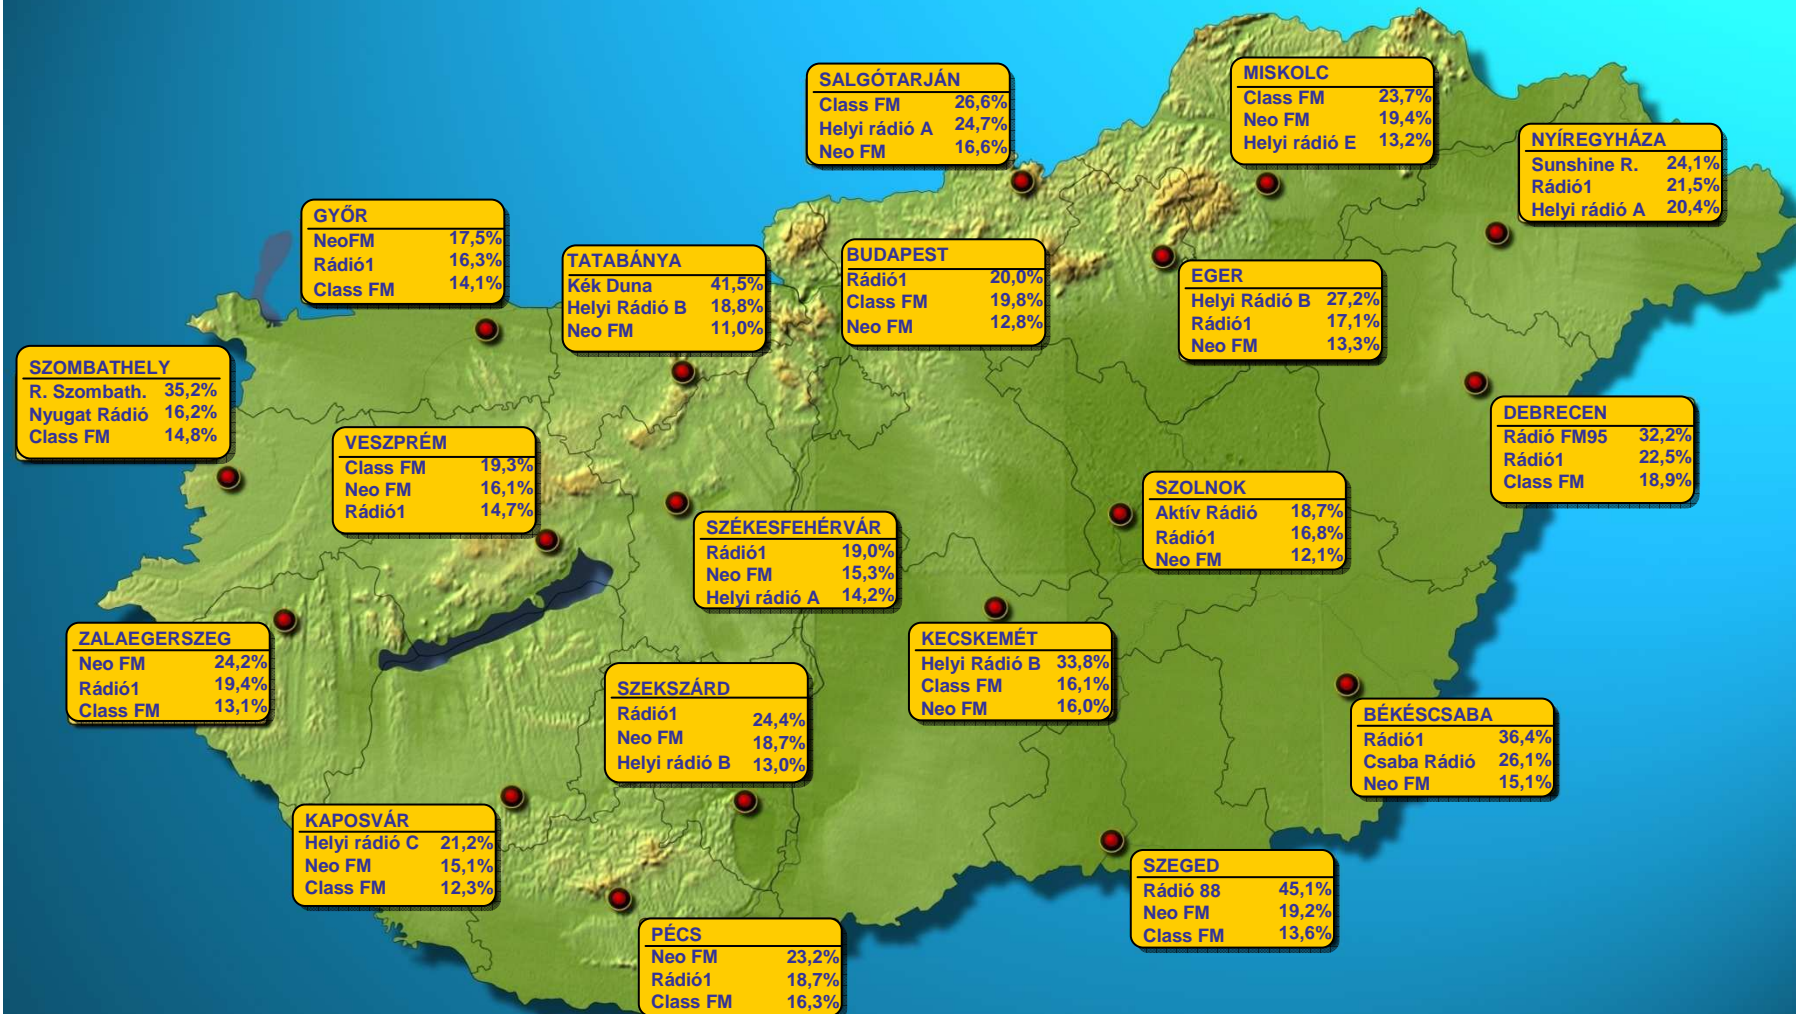 SALGÓTARJÁN
Class FM 26,6%
Helyi rádió A 24,7%
Neo FM 16,6%
MISKOLC
Class FM 23,7%
Neo FM 19,4%
Helyi rádió E 13,2%
NYÍREGYHÁZA
Sunshine R. 24,1%
Rádió1 21,5%
Helyi rádió A 20,4%
GYŐR
NeoFM 17,5%
Rádió1 16,3%
Class FM 14,1%
TATABÁNYA
Kék Duna 41,5%
Helyi Rádió B 18,8%
Neo FM 11,0%
BUDAPEST
Rádió1 20,0%
Class FM 19,8%
Neo FM 12,8%
EGER
Helyi Rádió B 27,2%
Rádió1 17,1%
Neo FM 13,3%
SZOMBATHELY
R. Szombath. 35,2%
Nyugat Rádió 16,2%
Class FM 14,8%
DEBRECEN
Rádió FM95 32,2%
Rádió1 22,5%
Class FM 18,9%
VESZPRÉM
Class FM 19,3%
Neo FM 16,1%
Rádió1 14,7%
SZOLNOK
Aktív Rádió 18,7%
Rádió1 16,8%
Neo FM 12,1%
SZÉKESFEHÉRVÁR
Rádió1 19,0%
Neo FM 15,3%
Helyi rádió A 14,2%
ZALAEGERSZEG
Neo FM 24,2%
Rádió1 19,4%
Class FM 13,1%
KECSKEMÉT
Helyi Rádió B 33,8%
Class FM 16,1%
Neo FM 16,0%
SZEKSZÁRD
Rádió1 24,4%
Neo FM 18,7%
Helyi rádió B 13,0%
BÉKÉSCSABA
Rádió1 36,4%
Csaba Rádió 26,1%
Neo FM 15,1%
KAPOSVÁR
Helyi rádió C 21,2%
Neo FM 15,1%
Class FM 12,3%
SZEGED
Rádió 88 45,1%
Neo FM 19,2%
Class FM 13,6%
PÉCS
Neo FM 23,2%
Rádió1 18,7%
Class FM 16,3%